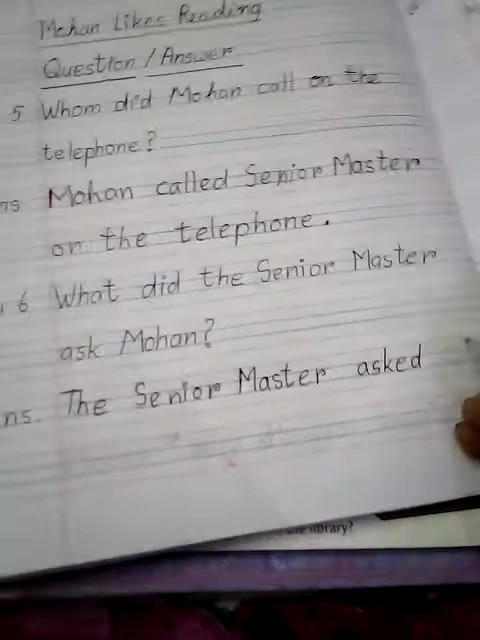 Mohan Likes Reading
Question / Answer
5 Whom did Mohan call on the
telephone?
ns Mohan called Senior Master
on the telephone.
6 What did the Senior Master
ask Mohan?
ns. The Senior Master asked
library?